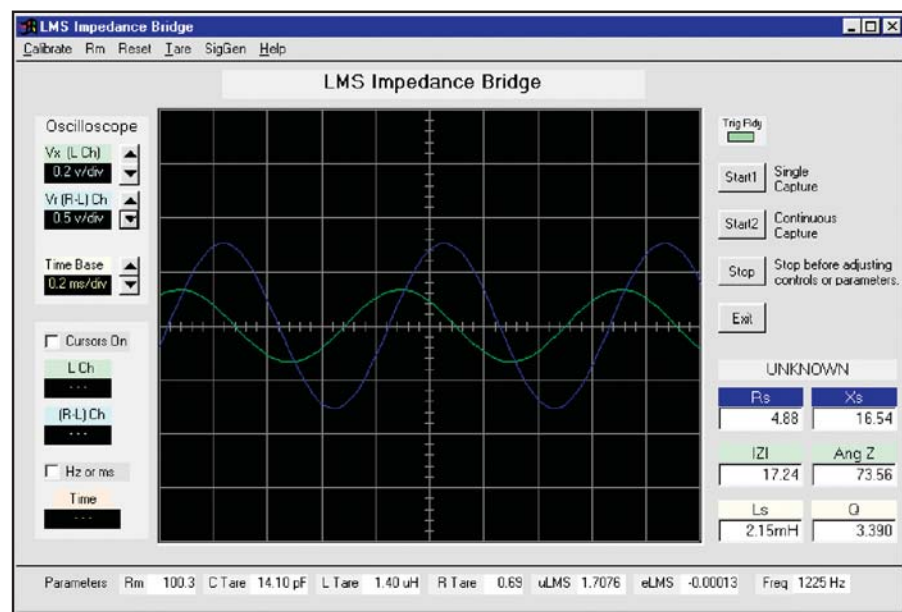 LMS Impedance Bridge
Calibrate Rm Reset Tare SigGen Help
LMS Impedance Bridge
Oscilloscope
Vx (L Ch)
0.2 v/div
Vr (R-L) Ch
0.5 v/div
Time Base
0.2 ms/div
Cursors On
L Ch
---
(R-L) Ch
---
Hz or ms
Time
---
Trig Rdy
Start1 Single Capture
Start2 Continuous Capture
Stop Stop before adjusting controls or parameters.
Exit
UNKNOWN
Rs Xs
4.88 16.54
IZI Ang Z
17.24 73.56
Ls Q
2.15mH 3.390
Parameters Rm 100.3 C Tare 14.10 pF L Tare 1.40 uH R Tare 0.69 uLMS 1.7076 eLMS -0.00013 Freq 1225 Hz